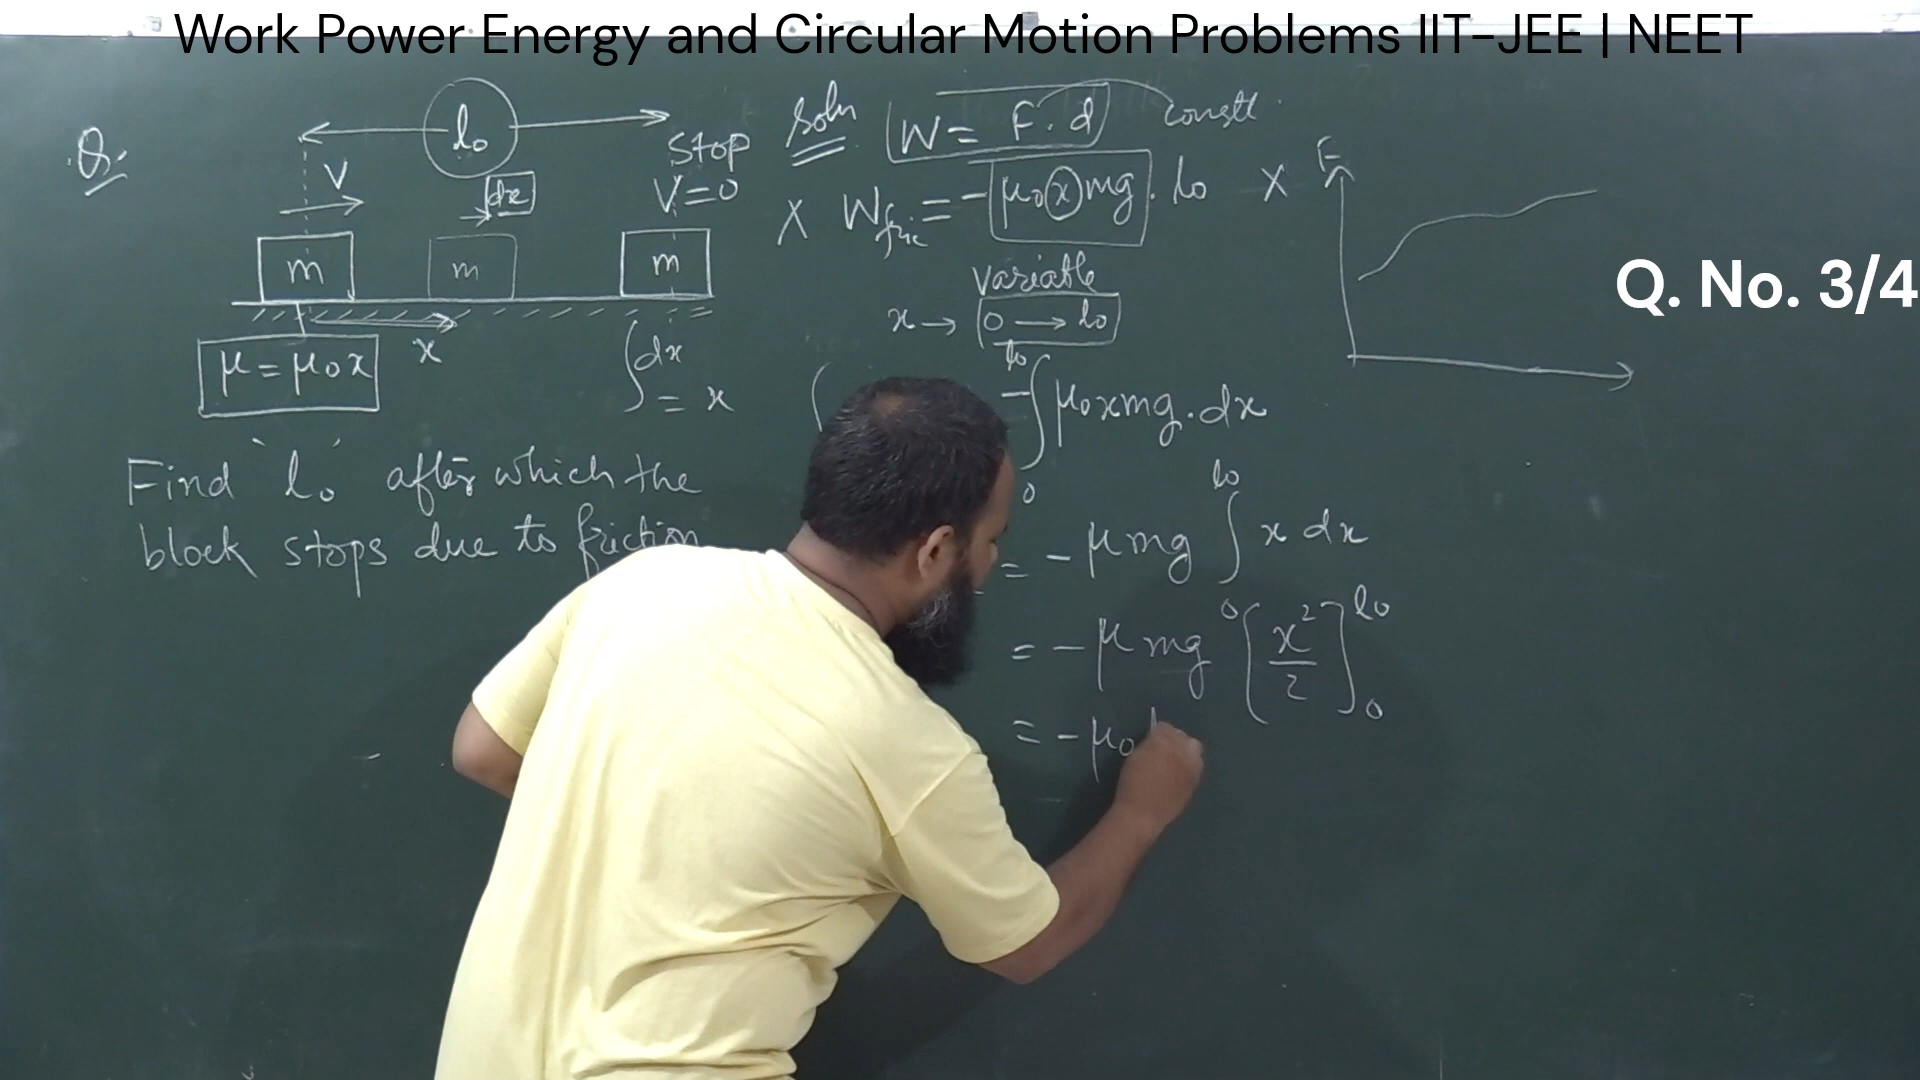 Work Power Energy and Circular Motion Problems IIT-JEE | NEET
Q. No. 3/4
Q:
l₀
V
dx
Stop
V=0
m
m
m
μ = μ₀x
x
∫dx
= x
Find 'l₀' after which the
block stops due to friction
Soln
W = F.d
constt.
X W_fric = - μ₀xmg . l₀ X
Variable
x → 0 → l₀
F
-∫₀^l₀ μ₀xmg.dx
= - μmg ∫₀^l₀ x dx
= - μmg [x²/2]₀^l₀
= - μ₀